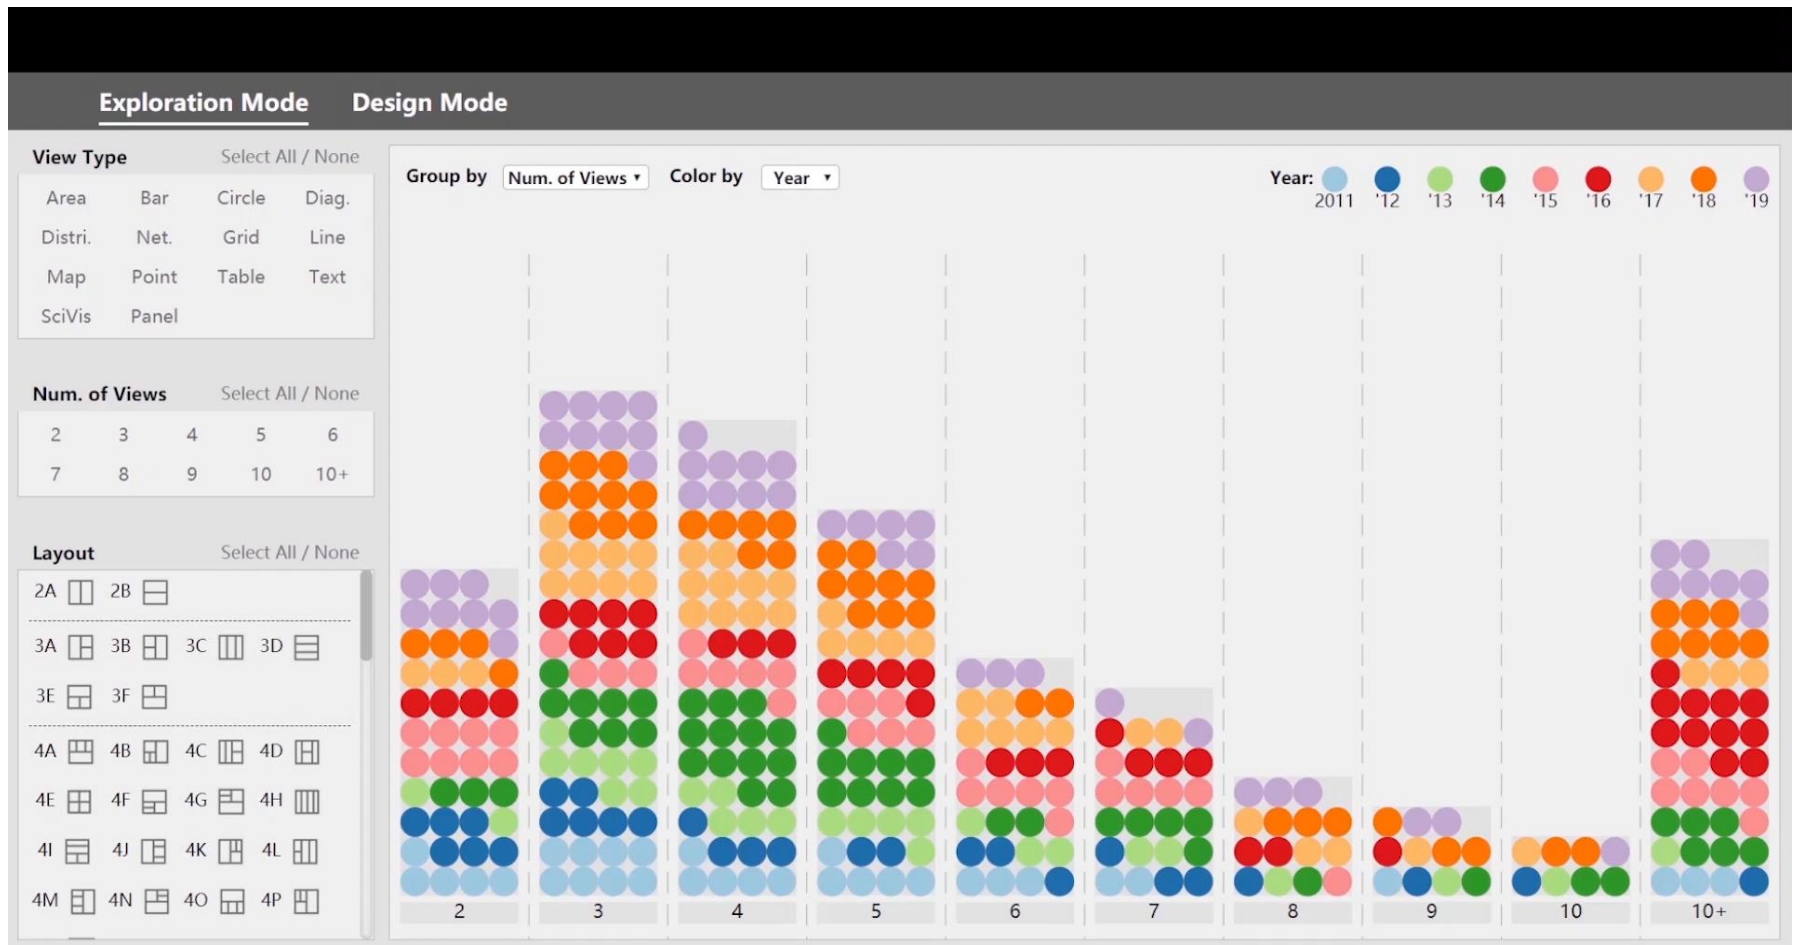 Exploration Mode Design Mode
View Type Select All / None
Area Bar Circle Diag.
Distri. Net. Grid Line
Map Point Table Text
SciVis Panel
Num. of Views Select All / None
2 3 4 5 6
7 8 9 10 10+
Layout Select All / None
2A 2B
3A 3B 3C 3D
3E 3F
4A 4B 4C 4D
4E 4F 4G 4H
4I 4J 4K 4L
4M 4N 4O 4P
Group by Num. of Views Color by Year
Year:
2011 '12 '13 '14 '15 '16 '17 '18 '19
2 3 4 5 6 7 8 9 10 10+